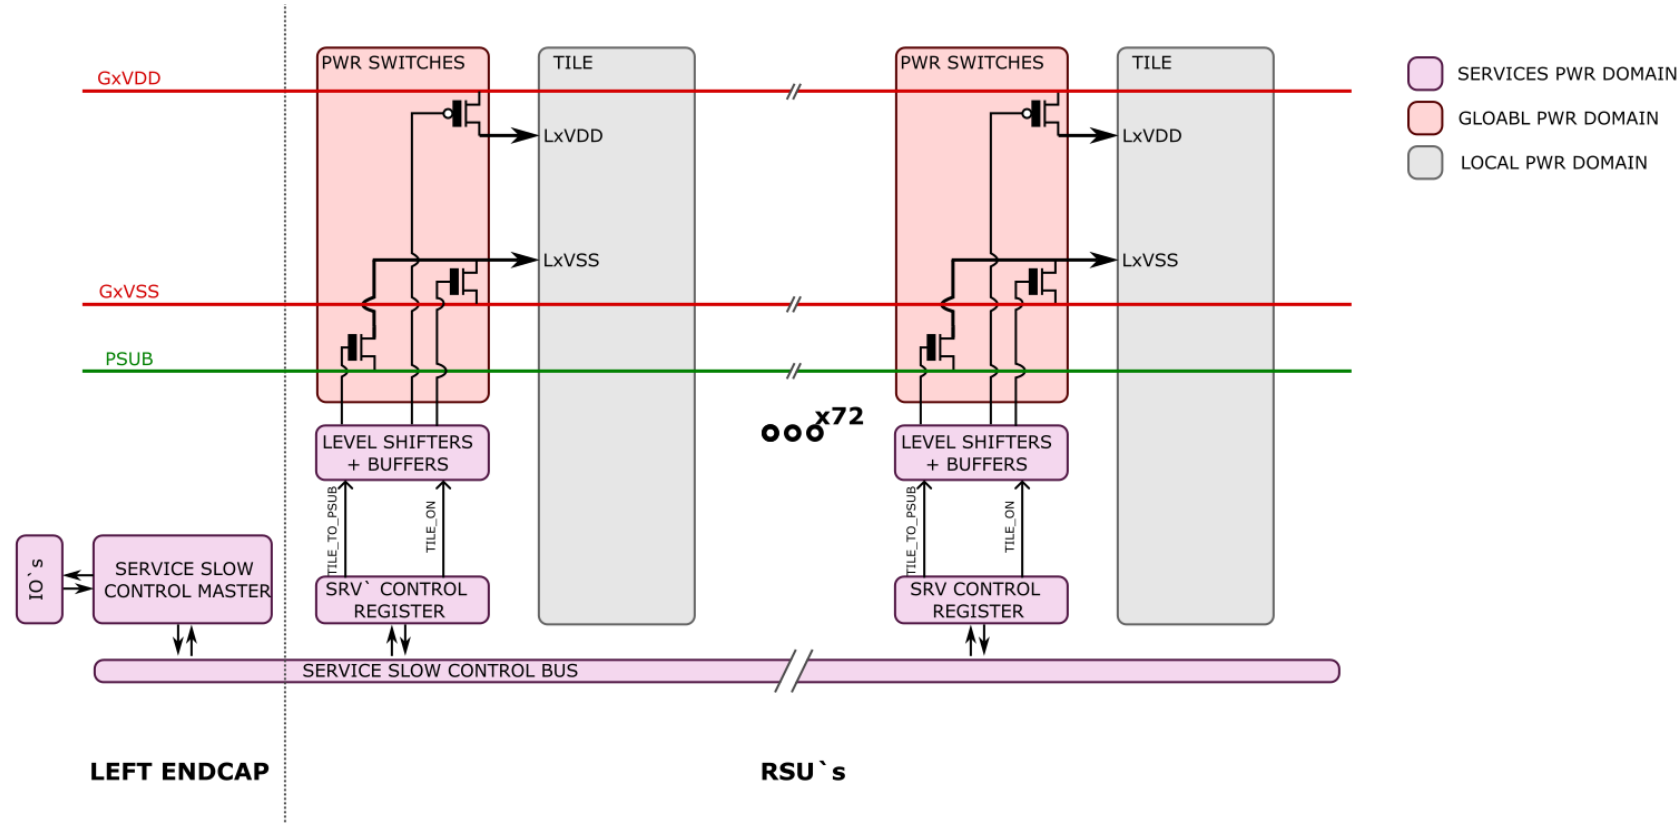 PWR SWITCHES
TILE
PWR SWITCHES
TILE
SERVICES PWR DOMAIN
GLOABL PWR DOMAIN
LOCAL PWR DOMAIN
GxVDD
LxVDD
LxVDD
LxVSS
LxVSS
GxVSS
PSUB
x72
LEVEL SHIFTERS
+ BUFFERS
LEVEL SHIFTERS
+ BUFFERS
TILE_TO_PSUB
TILE_ON
TILE_TO_PSUB
TILE_ON
IO`s
SERVICE SLOW
CONTROL MASTER
SRV` CONTROL
REGISTER
SRV CONTROL
REGISTER
SERVICE SLOW CONTROL BUS
LEFT ENDCAP
RSU`s